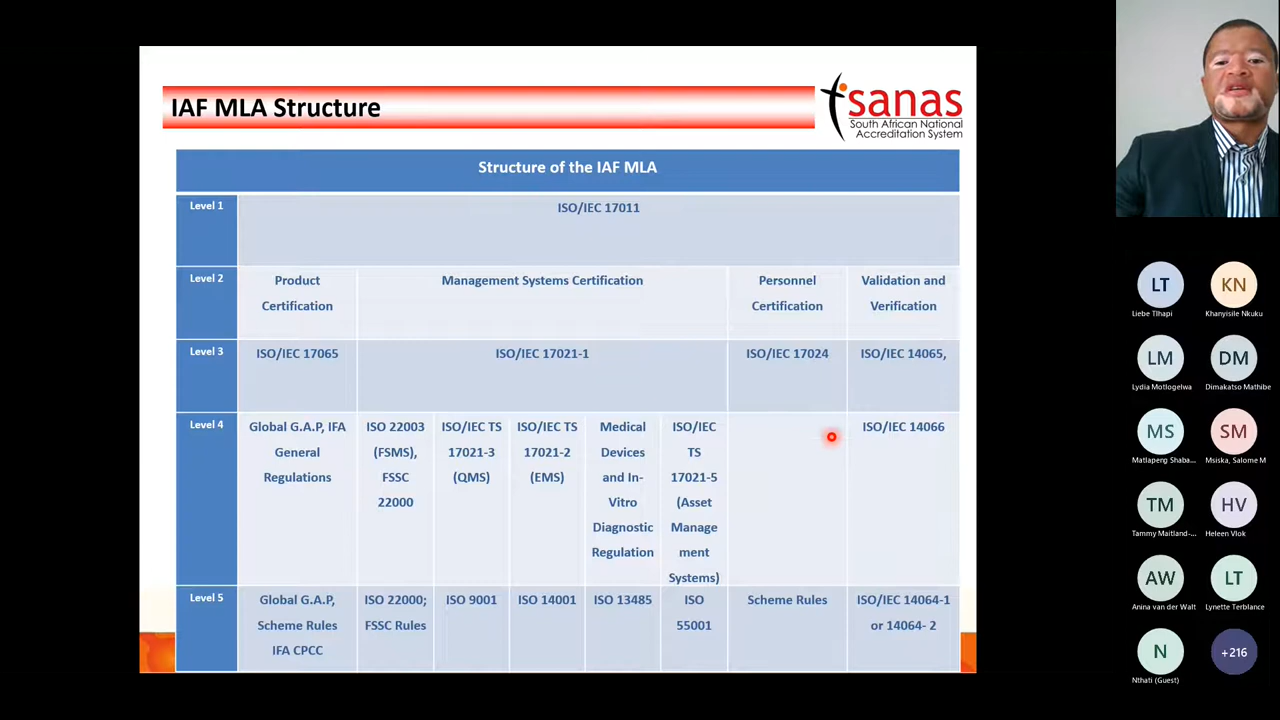 IAF MLA Structure
sanas
South African National
Accreditation System
Structure of the IAF MLA
Level 1
ISO/IEC 17011
Level 2
Product
Certification
Management Systems Certification
Personnel
Certification
Validation and
Verification
Level 3
ISO/IEC 17065
ISO/IEC 17021-1
ISO/IEC 17024
ISO/IEC 14065,
Level 4
Global G.A.P, IFA
General
Regulations
ISO 22003
(FSMS),
FSSC
22000
ISO/IEC TS
17021-3
(QMS)
ISO/IEC TS
17021-2
(EMS)
Medical
Devices
and In-
Vitro
Diagnostic
Regulation
ISO/IEC
TS
17021-5
(Asset
Manage
ment
Systems)
ISO/IEC 14066
Level 5
Global G.A.P,
Scheme Rules
IFA CPCC
ISO 22000;
FSSC Rules
ISO 9001
ISO 14001
ISO 13485
ISO
55001
Scheme Rules
ISO/IEC 14064-1
or 14064- 2
LT
Liebe Tlhapi
KN
Khanyisile Nkuku
LM
Lydia Motlogelwa
DM
Dimakatso Mathibe
MS
Matlapeng Shaba...
SM
Msiska, Salome M
TM
Tammy Maitland-...
HV
Heleen Vlok
AW
Anina van der Walt
LT
Lynette Terblance
N
Nthati (Guest)
+216